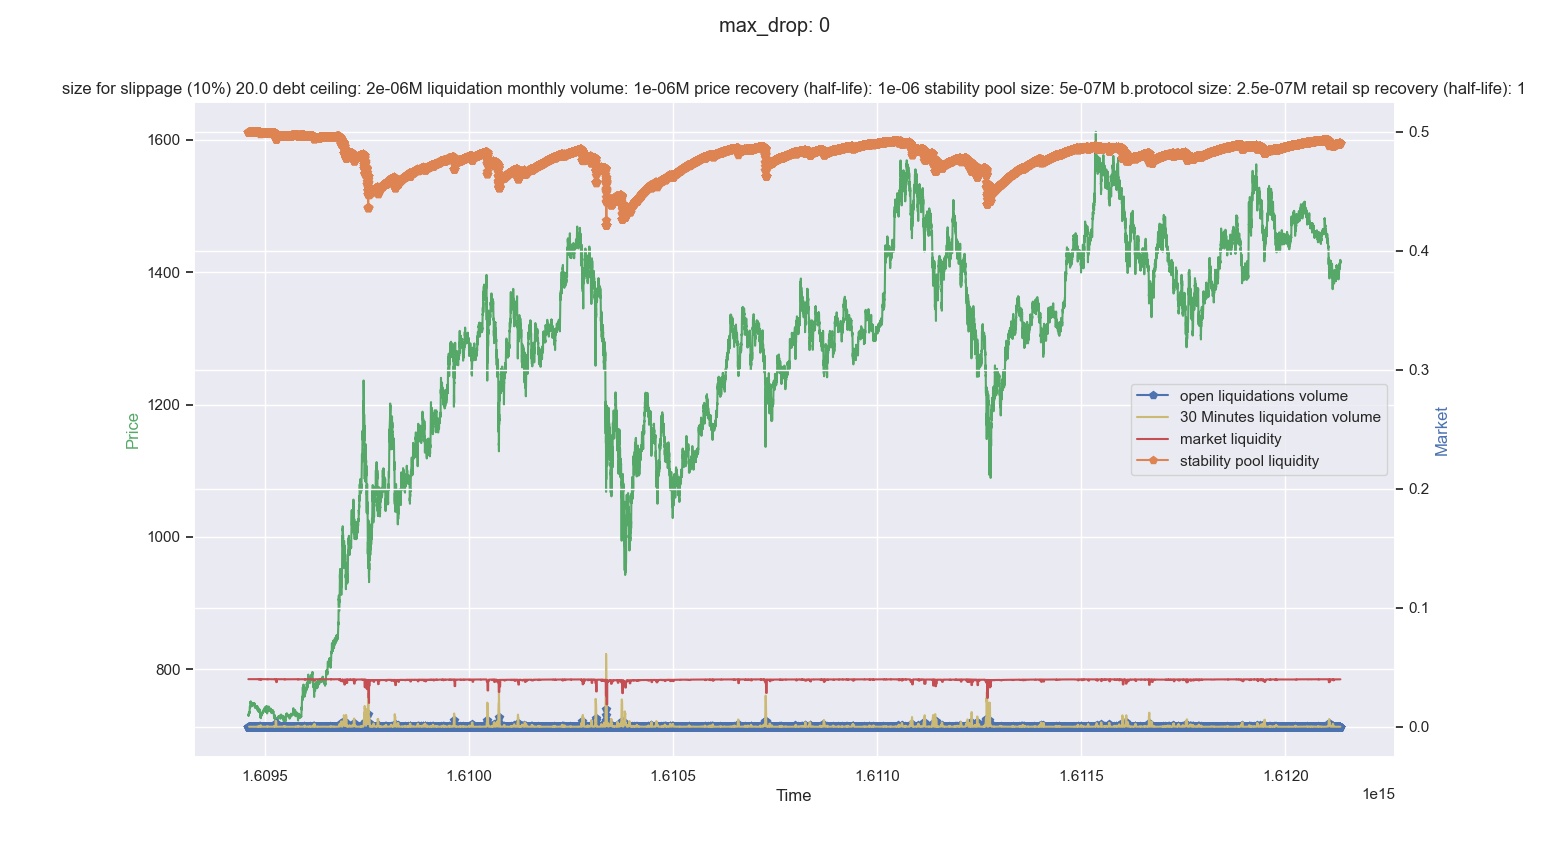 max_drop: 0
size for slippage (10%) 20.0 debt ceiling: 2e-06M liquidation monthly volume: 1e-06M price recovery (half-life): 1e-06 stability pool size: 5e-07M b.protocol size: 2.5e-07M retail sp recovery (half-life): 1
1600
1400
1200
1000
800
Price
0.5
0.4
0.3
0.2
0.1
0.0
Market
open liquidations volume
30 Minutes liquidation volume
market liquidity
stability pool liquidity
1.6095 1.6100 1.6105 1.6110 1.6115 1.6120
Time
1e15